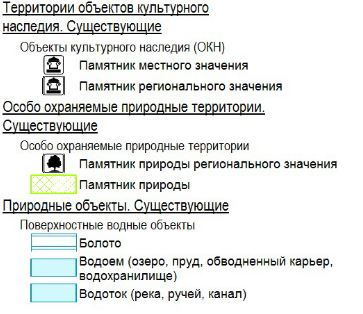 Территории объектов культурного
наследия. Существующие
Объекты культурного наследия (ОКН)
Памятник местного значения
Памятник регионального значения
Особо охраняемые природные территории.
Существующие
Особо охраняемые природные территории
Памятник природы регионального значения
Памятник природы
Природные объекты. Существующие
Поверхностные водные объекты
Болото
Водоем (озеро, пруд, обводненный карьер,
водохранилище)
Водоток (река, ручей, канал)